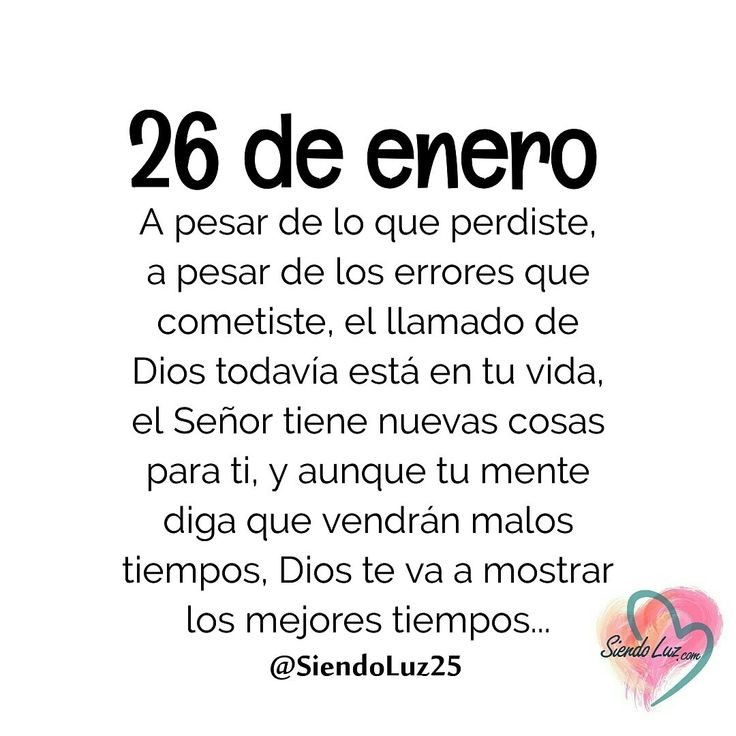 26 de enero
A pesar de lo que perdiste,
a pesar de los errores que
cometiste, el llamado de
Dios todavía está en tu vida,
el Señor tiene nuevas cosas
para ti, y aunque tu mente
diga que vendrán malos
tiempos, Dios te va a mostrar
los mejores tiempos...
@SiendoLuz25
Siendo Luz.com